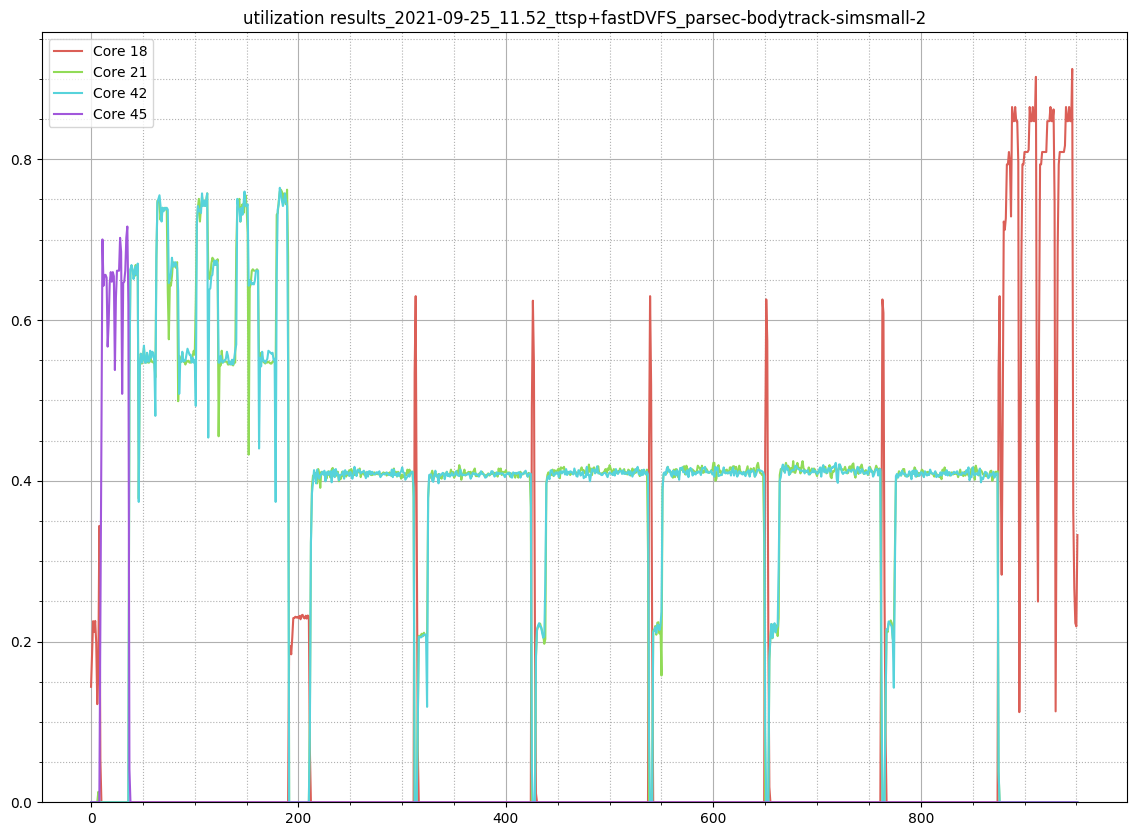 utilization results_2021-09-25_11.52_ttsp+fastDVFS_parsec-bodytrack-simsmall-2
Core 18
Core 21
Core 42
Core 45
0.8
0.6
0.4
0.2
0.0
0 200 400 600 800